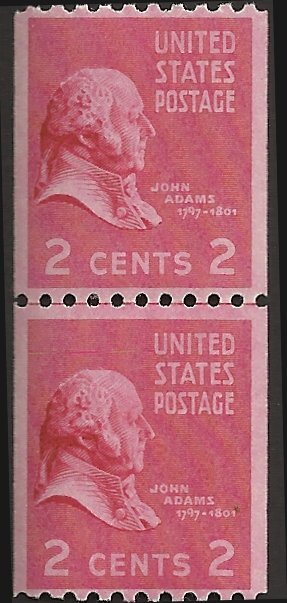 UNITED
STATES
POSTAGE
JOHN
ADAMS
1797-1801
2 CENTS 2
UNITED
STATES
POSTAGE
JOHN
ADAMS
1797-1801
2 CENTS 2